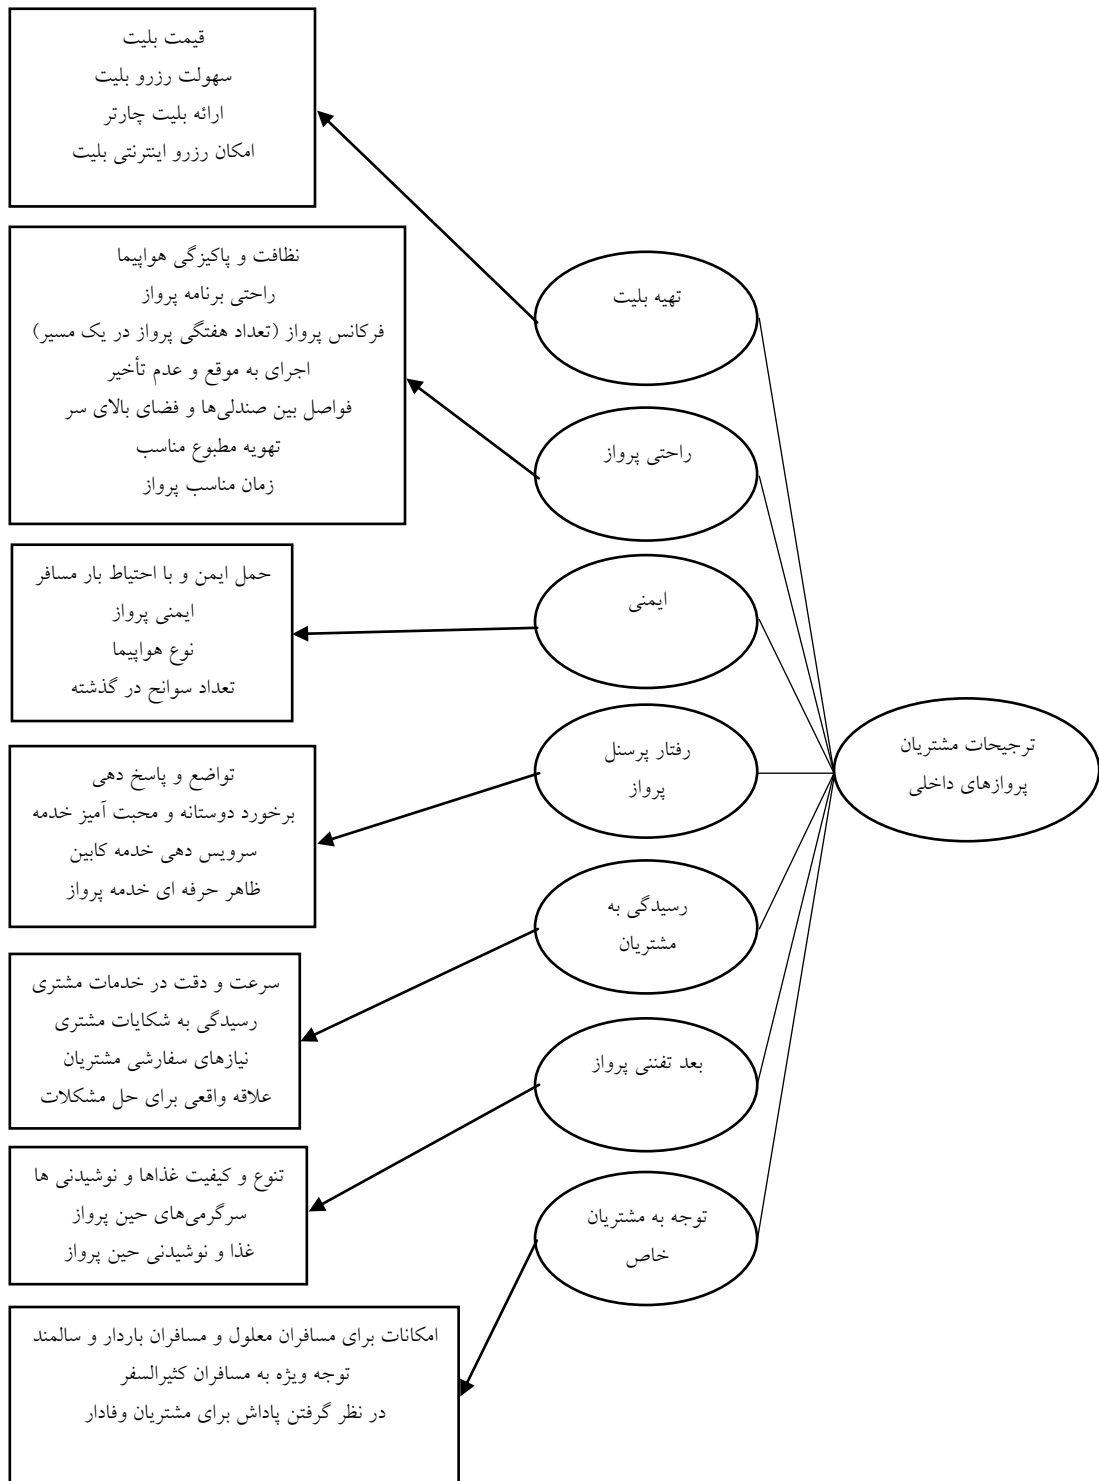 قیمت بلیت
سهولت رزرو بلیت
ارائه بلیت چارتر
امکان رزرو اینترنتی بلیت
نظافت و پاکیزگی هواپیما
راحتی برنامه پرواز
فرکانس پرواز (تعداد هفتگی پرواز در یک مسیر)
اجرای به موقع و عدم تأخیر
فواصل بین صندلی‌ها و فضای بالای سر
تهویه مطبوع مناسب
زمان مناسب پرواز
حمل ایمن و با احتیاط بار مسافر
ایمنی پرواز
نوع هواپیما
تعداد سوانح در گذشته
تواضع و پاسخ دهی
برخورد دوستانه و محبت آمیز خدمه
سرویس دهی خدمه کابین
ظاهر حرفه ای خدمه پرواز
سرعت و دقت در خدمات مشتری
رسیدگی به شکایات مشتری
نیازهای سفارشی مشتریان
علاقه واقعی برای حل مشکلات
تنوع و کیفیت غذاها و نوشیدنی ها
سرگرمی‌های حین پرواز
غذا و نوشیدنی حین پرواز
امکانات برای مسافران معلول و مسافران باردار و سالمند
توجه ویژه به مسافران کثیرالسفر
در نظر گرفتن پاداش برای مشتریان وفادار
تهیه بلیت
راحتی پرواز
ایمنی
رفتار پرسنل
پرواز
رسیدگی به
مشتریان
بعد تفننی پرواز
توجه به مشتریان
خاص
ترجیحات مشتریان
پروازهای داخلی